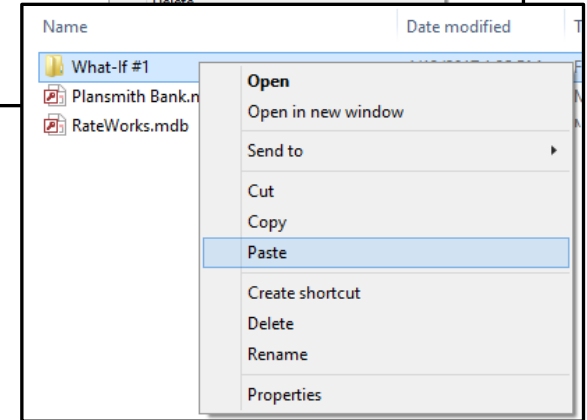 Delete
Name Date modified
What-If #1
Plansmith Bank.m
RateWorks.mdb
Open
Open in new window
Send to
Cut
Copy
Paste
Create shortcut
Delete
Rename
Properties